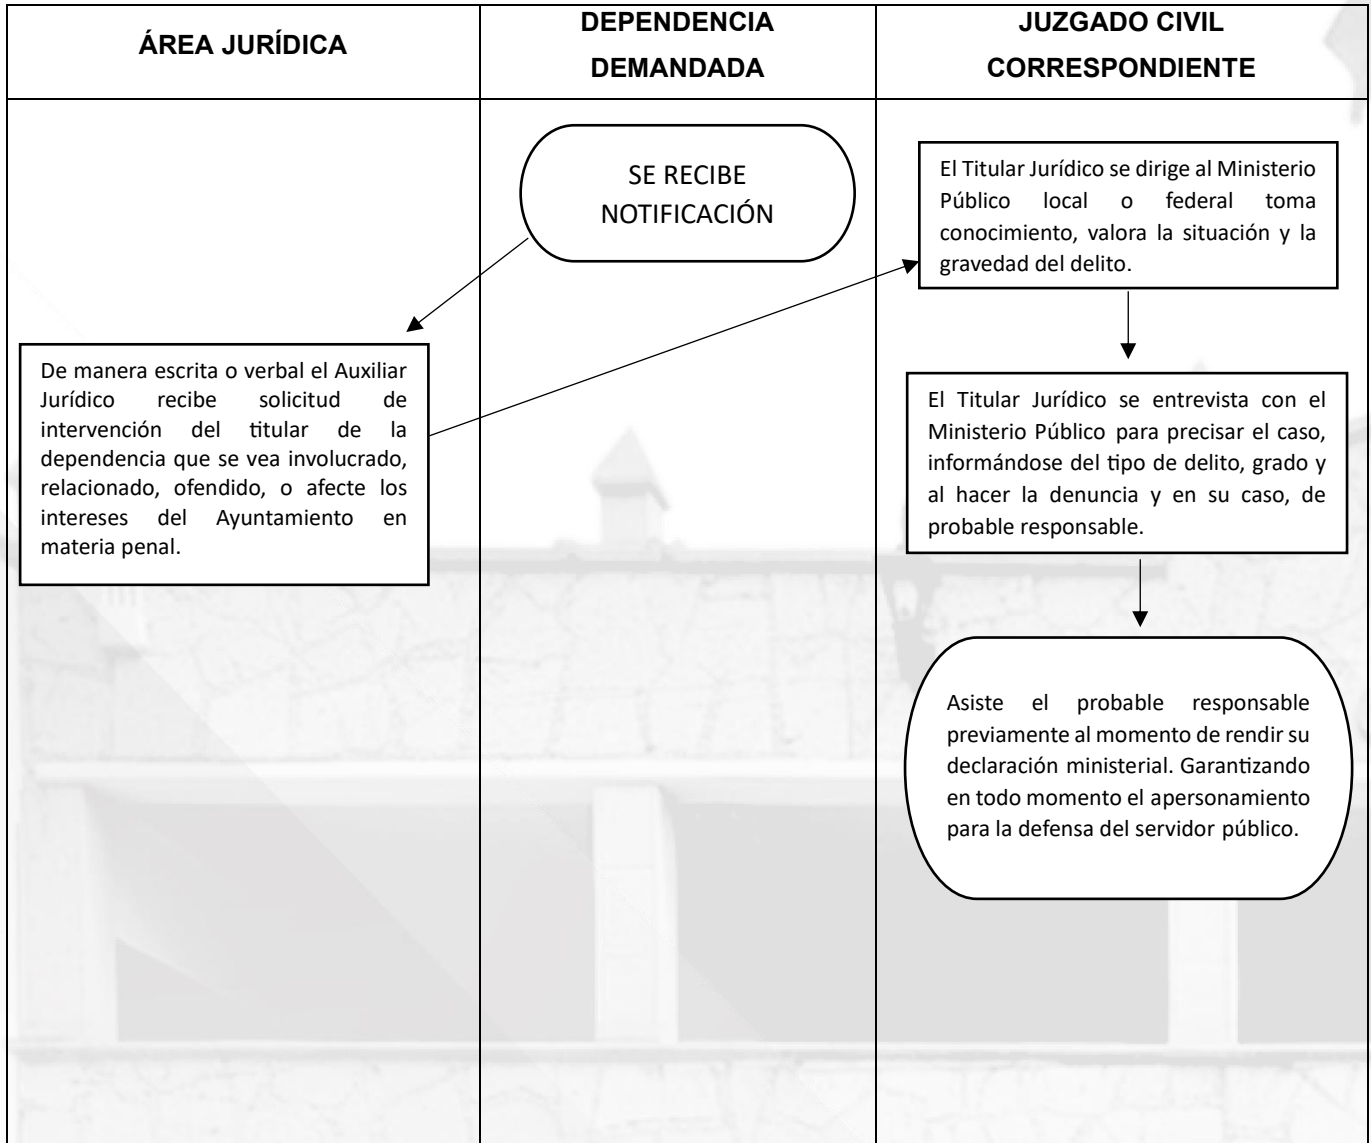 ÁREA JURÍDICA
DEPENDENCIA
DEMANDADA
JUZGADO CIVIL
CORRESPONDIENTE
SE RECIBE
NOTIFICACIÓN
De manera escrita o verbal el Auxiliar
Jurídico recibe solicitud de
intervención del titular de la
dependencia que se vea involucrado,
relacionado, ofendido, o afecte los
intereses del Ayuntamiento en
materia penal.
El Titular Jurídico se dirige al Ministerio
Público local o federal toma
conocimiento, valora la situación y la
gravedad del delito.
El Titular Jurídico se entrevista con el
Ministerio Público para precisar el caso,
informándose del tipo de delito, grado y
al hacer la denuncia y en su caso, de
probable responsable.
Asiste el probable responsable
previamente al momento de rendir su
declaración ministerial. Garantizando
en todo momento el apersonamiento
para la defensa del servidor público.